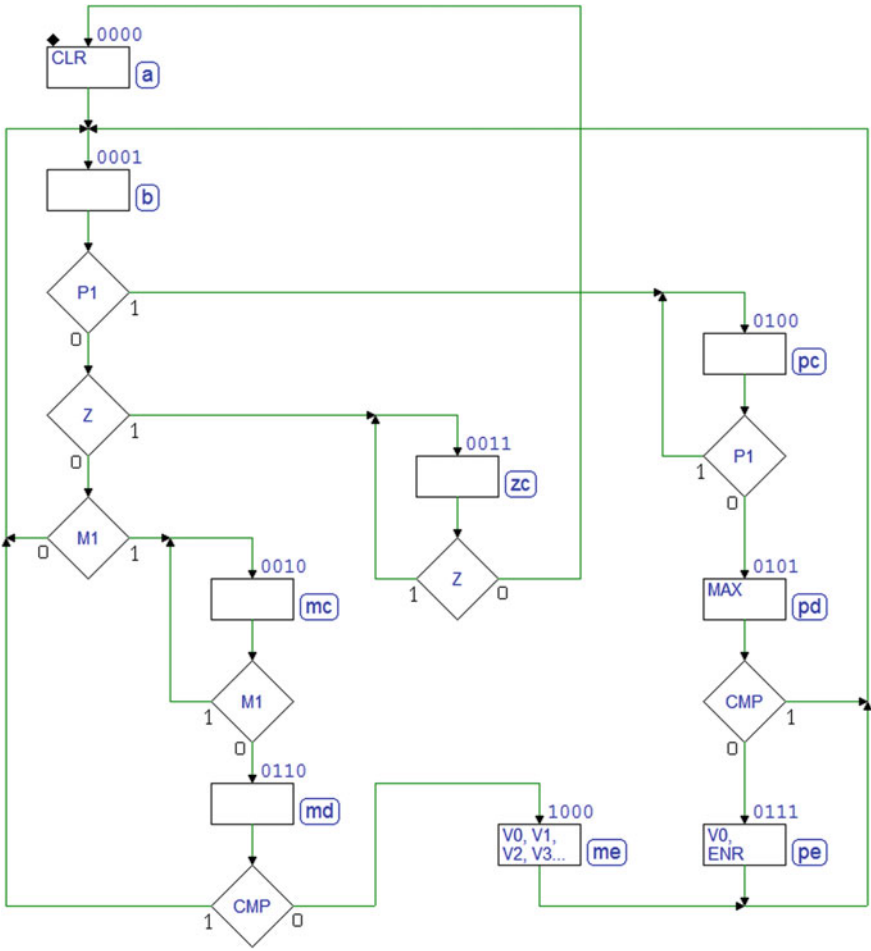 0000
CLR
a
0001
b
P1
1
0
0100
pc
Z
1
0
0011
zc
P1
1
0
M1
0
1
Z
1
0
0010
mc
0101
MAX
pd
M1
1
0
CMP
1
0
0110
md
1000
V0, V1,
V2, V3...
me
0111
V0,
ENR
pe
CMP
1
0